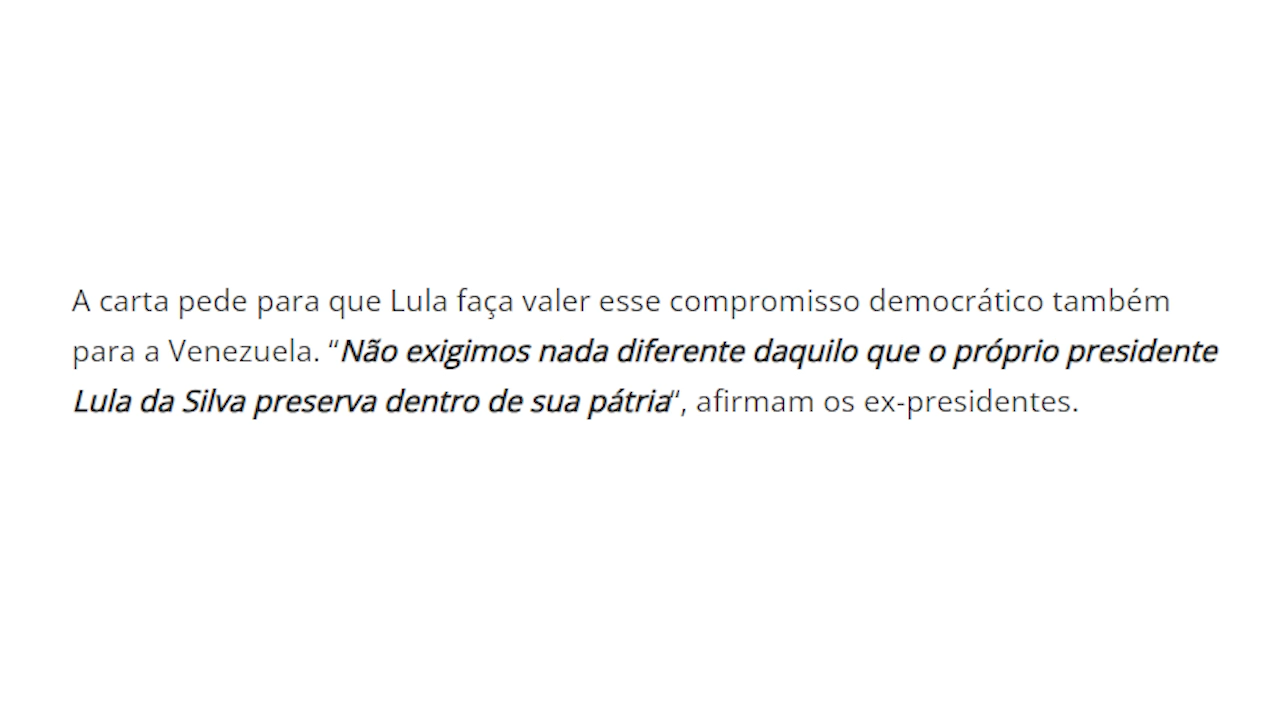 A carta pede para que Lula faça valer esse compromisso democrático também
para a Venezuela. “Não exigimos nada diferente daquilo que o próprio presidente
Lula da Silva preserva dentro de sua pátria“, afirmam os ex-presidentes.